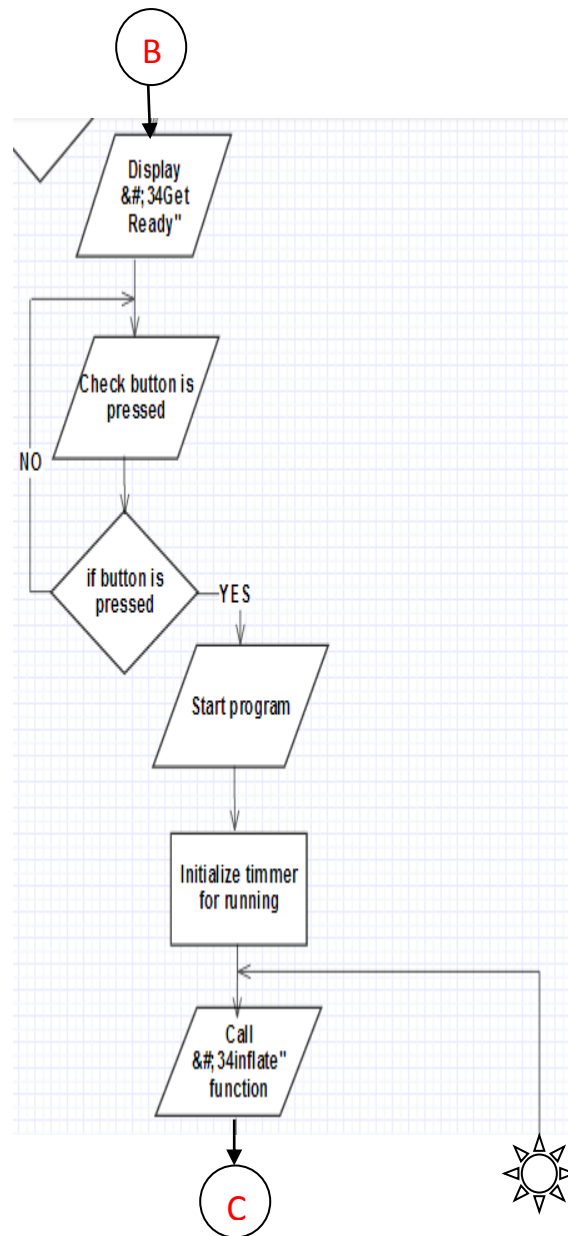 B
Display
&#;34Get
Ready"
Check button is
pressed
NO
if button is
pressed
YES
Start program
Initialize timmer
for running
Call
&#;34inflate"
function
C